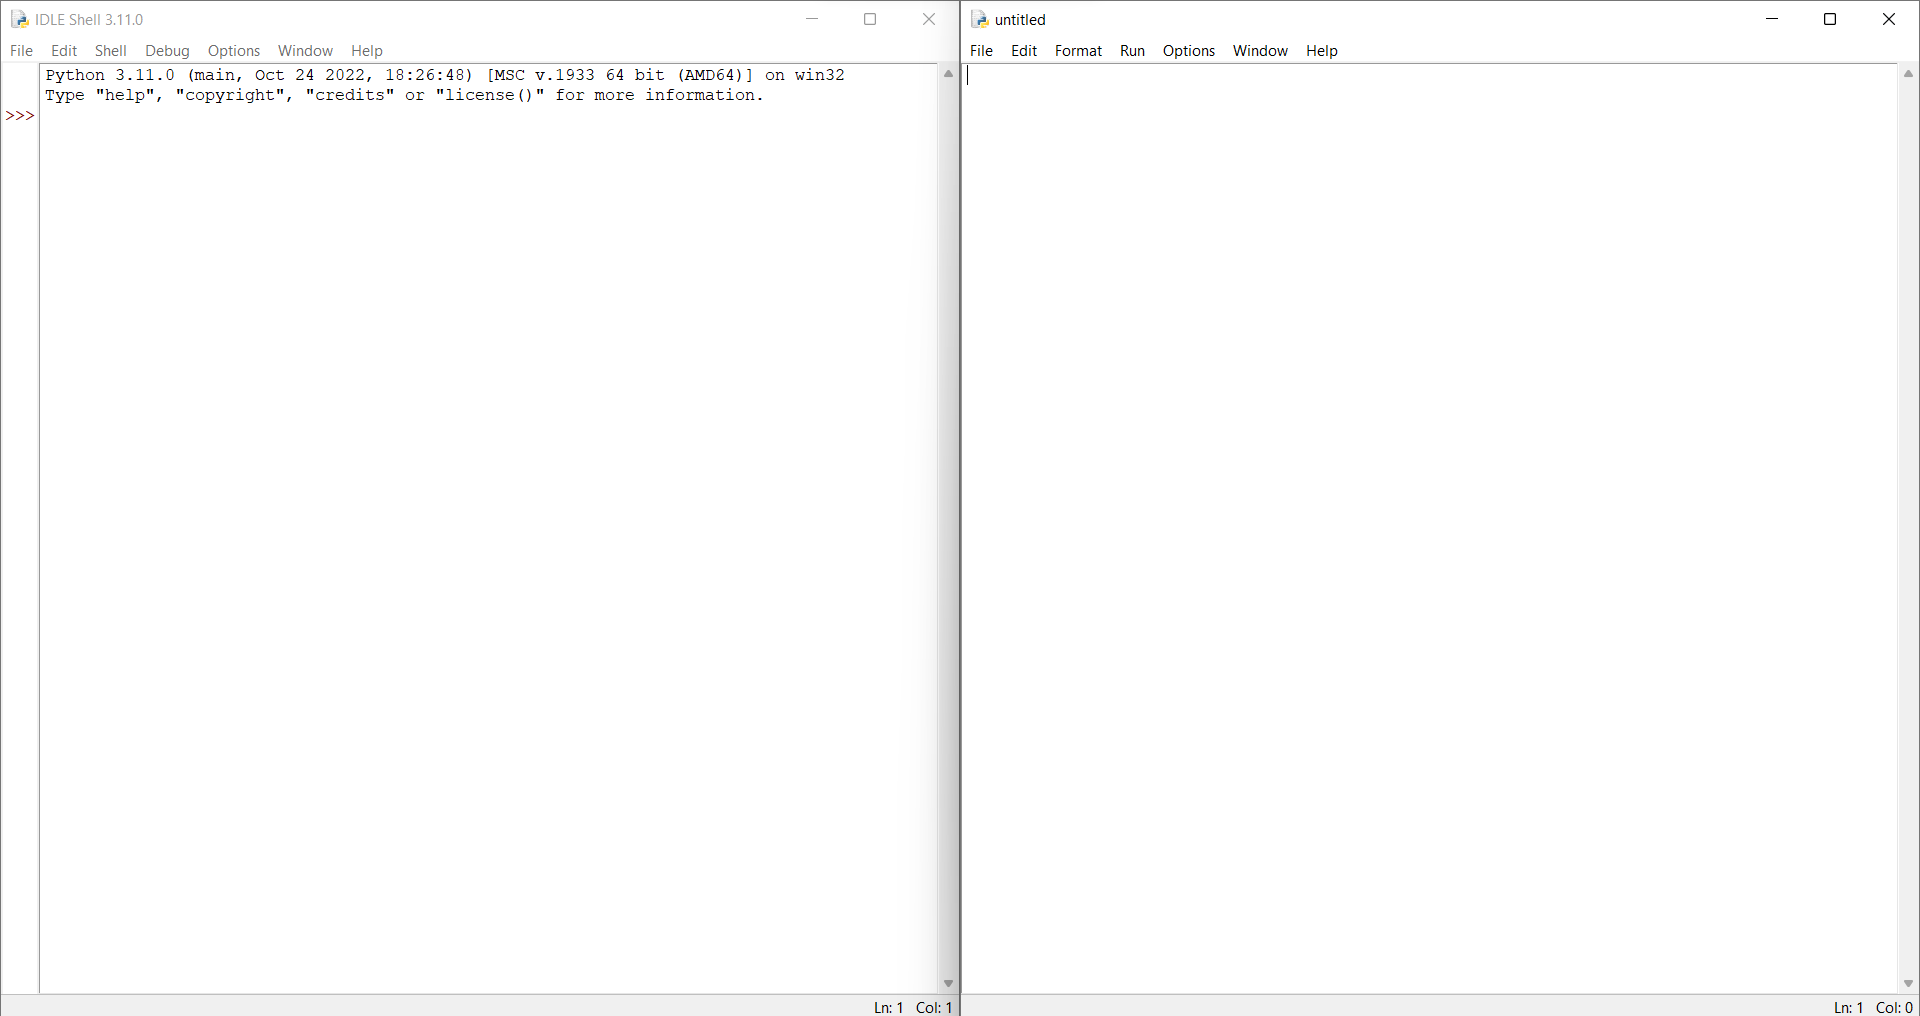 IDLE Shell 3.11.0
File Edit Shell Debug Options Window Help
Python 3.11.0 (main, Oct 24 2022, 18:26:48) [MSC v.1933 64 bit (AMD64)] on win32
Type "help", "copyright", "credits" or "license()" for more information.
>>>
Ln: 1 Col: 1
untitled
File Edit Format Run Options Window Help
Ln: 1 Col: 0